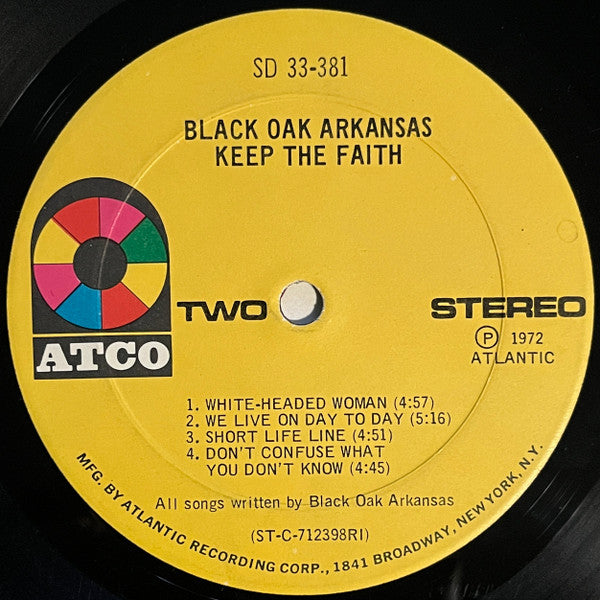 SD 33-381
BLACK OAK ARKANSAS
KEEP THE FAITH
ATCO
TWO
STEREO
Ⓟ 1972
ATLANTIC
1. WHITE-HEADED WOMAN (4:57)
2. WE LIVE ON DAY TO DAY (5:16)
3. SHORT LIFE LINE (4:51)
4. DON'T CONFUSE WHAT
YOU DON'T KNOW (4:45)
All songs written by Black Oak Arkansas
(ST-C-712398RI)
MFG. BY ATLANTIC RECORDING CORP., 1841 BROADWAY, NEW YORK, N.Y.